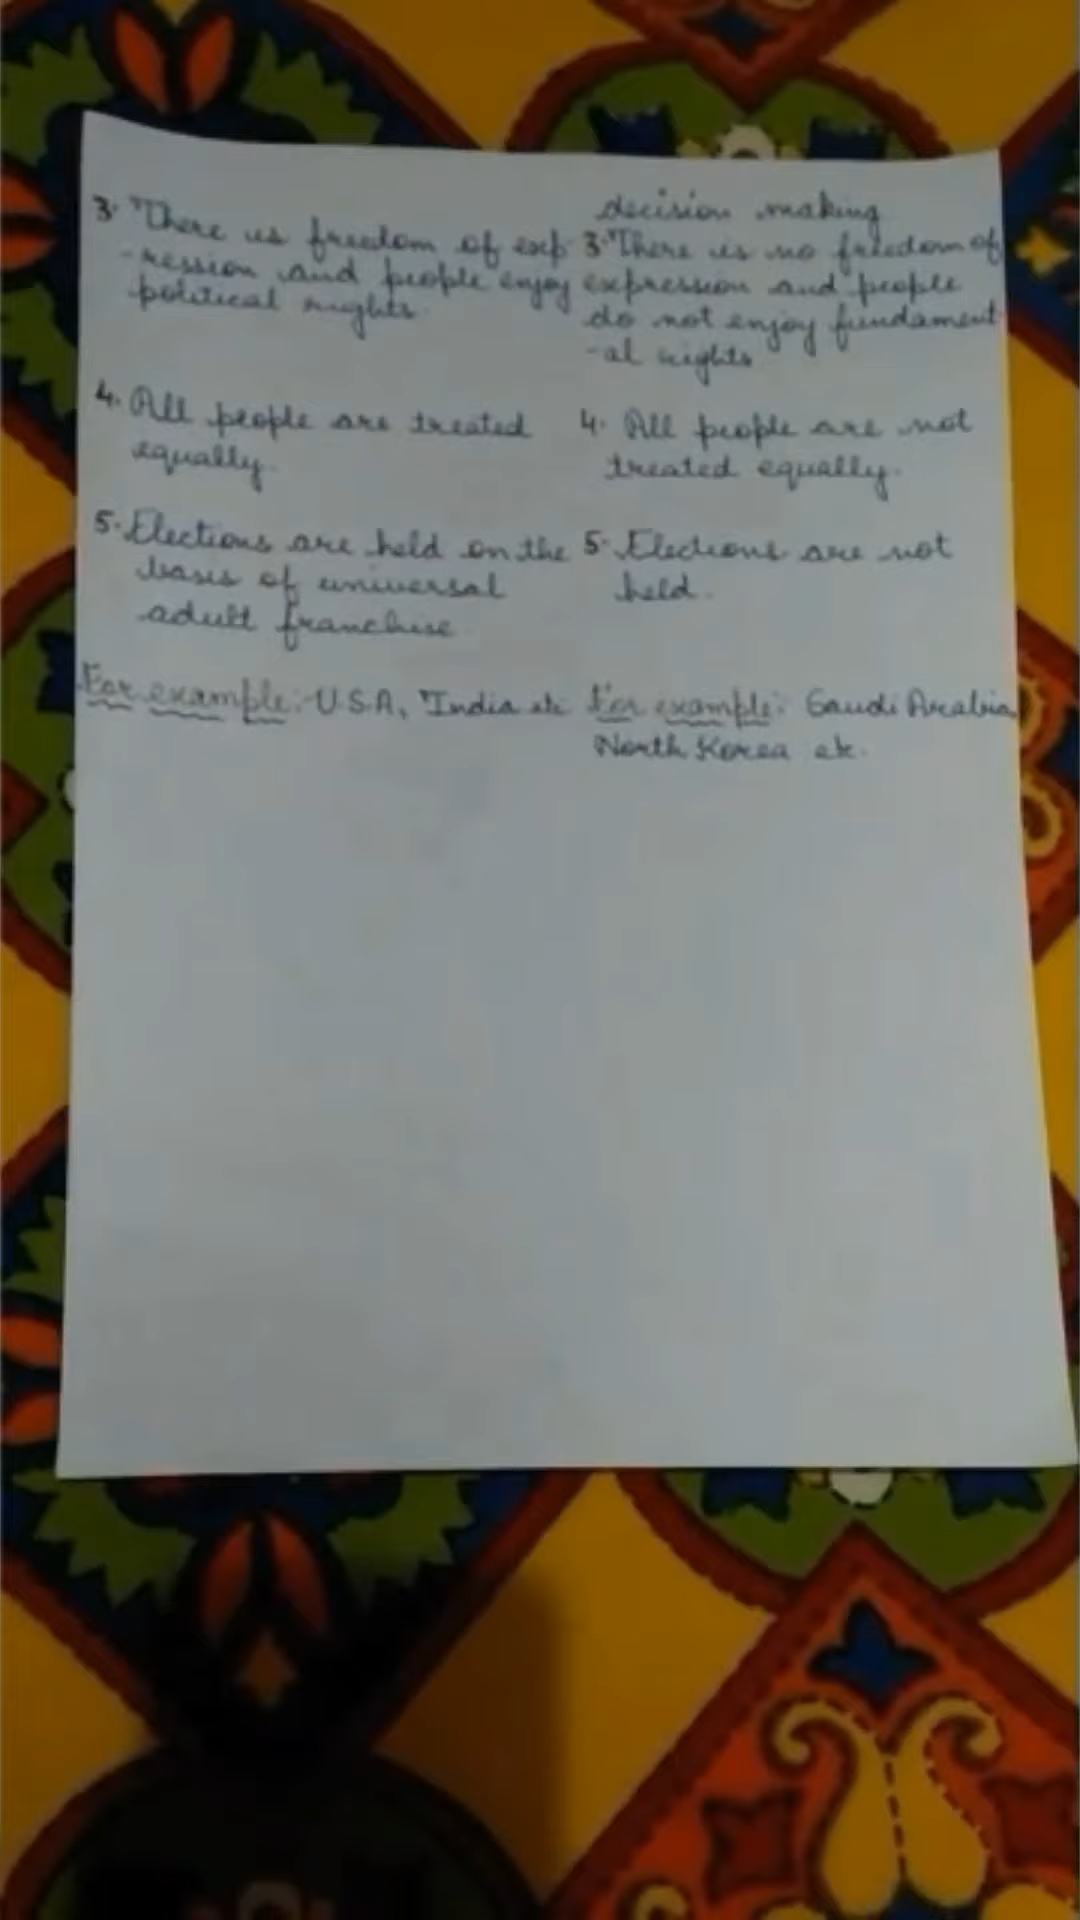 decision making
3. There is freedom of exp
-ression and people enjoy
political rights
3. There is no freedom of
expression and people
do not enjoy fundament
-al rights
4. All people are treated
equally.
4. All people are not
treated equally.
5. Elections are held on the
basis of universal
adult franchise
5. Elections are not
held.
For example:- U.S.A, India etc
For example: Saudi Arabia,
North Korea etc.